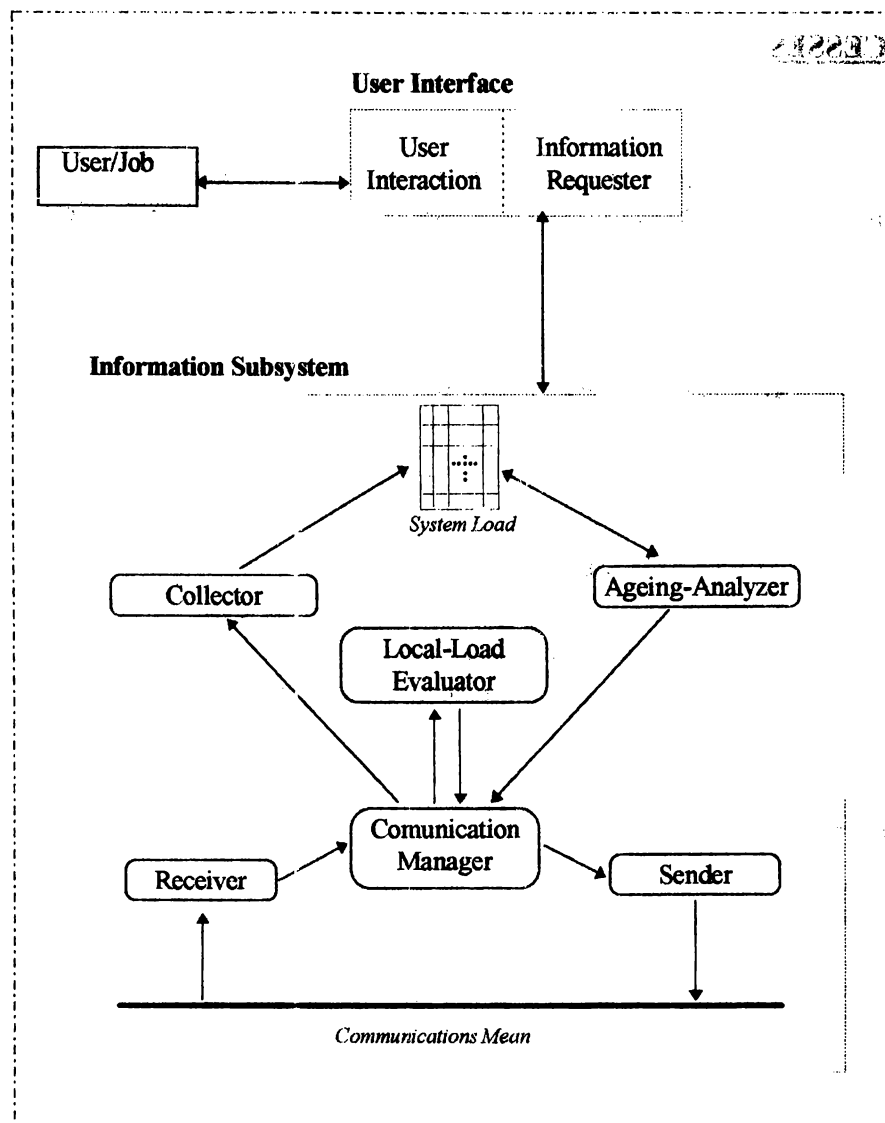 User Interface
User/Job
User
Interaction
Information
Requester
Information Subsystem
System Load
Collector
Ageing-Analyzer
Local-Load
Evaluator
Comunication
Manager
Receiver
Sender
Communications Mean